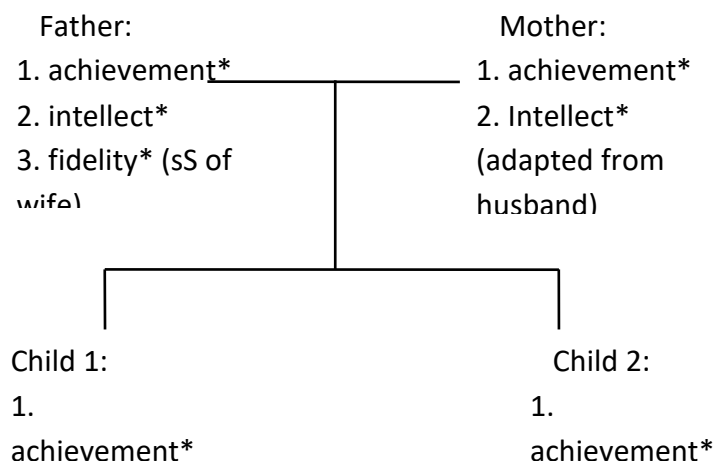 Father:
1. achievement*
2. intellect*
3. fidelity* (sS of
wife)
Mother:
1. achievement*
2. Intellect*
(adapted from
husband)
Child 1:
1.
achievement*
Child 2:
1.
achievement*